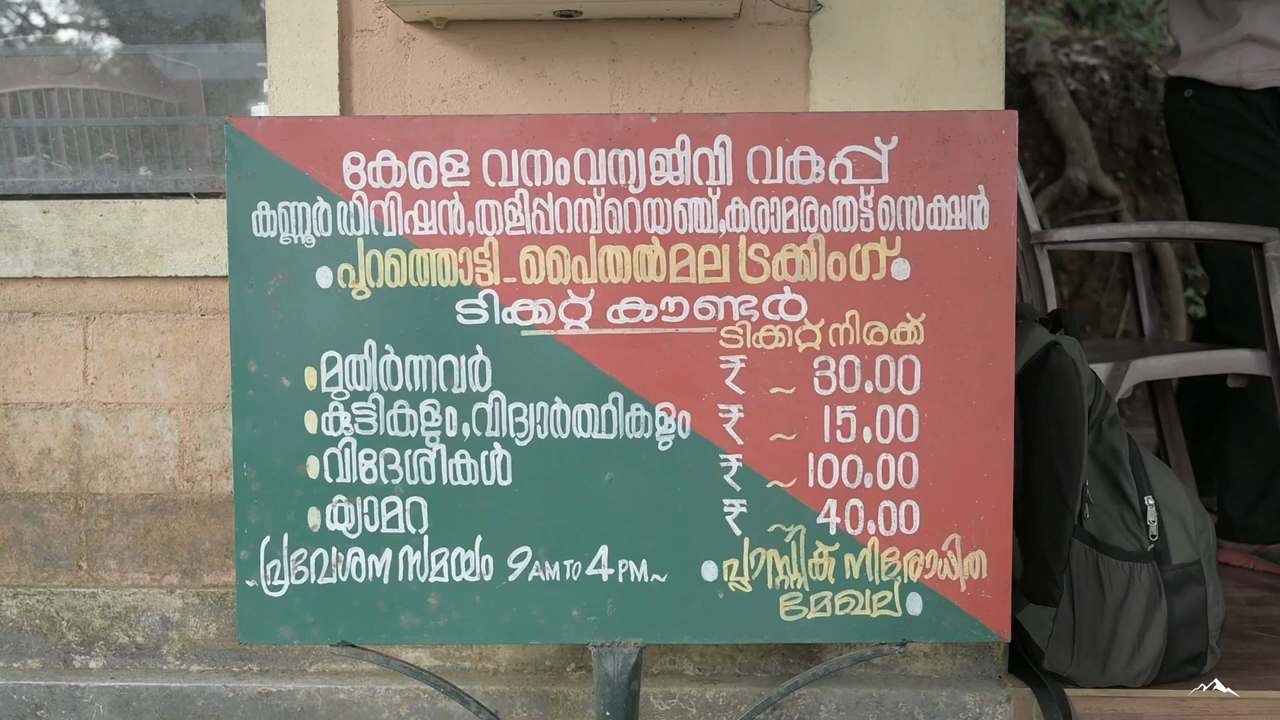 കേരള വനംവന്യജീവി വകുപ്പ്
കണ്ണൂർ ഡിവിഷൻ,തളിപ്പറമ്പ്റെയഞ്ച്,കരാമരംതട്ട്സെക്ഷൻ
പുറത്തൊട്ടി-പൈതൽമല ട്രക്കിംഗ്
ടിക്കറ്റ് കൗണ്ടർ
ടിക്കറ്റ് നിരക്ക്
മുതിർന്നവർ ₹ ~ 30.00
കുട്ടികളും,വിദ്യാർത്ഥികളും ₹ ~ 15.00
വിദേശീകൾ ₹ ~ 100.00
ക്യാമറ ₹ ~ 40.00
പ്രവേശന സമയം 9AM TO 4PM~
പ്ലാസ്റ്റിക് നിരോധിത
മേഖല